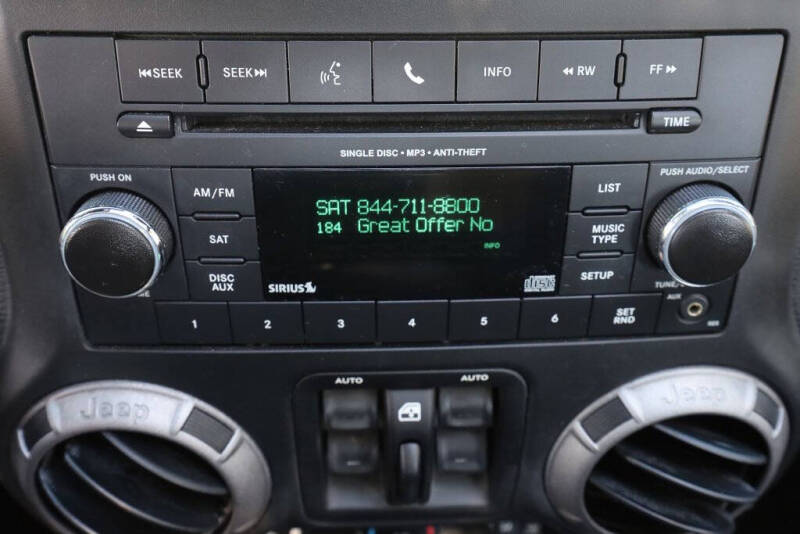 SEEK
SEEK
INFO
RW
FF
TIME
SINGLE DISC • MP3 • ANTI-THEFT
PUSH ON
PUSH AUDIO/SELECT
AM/FM
SAT 844-711-8800
LIST
SAT
184 Great Offer No
MUSIC TYPE
INFO
DISC AUX
SIRIUS
disc
SETUP
AUX
1
2
3
4
5
6
SET RND
AUTO
AUTO
Jeep
Jeep